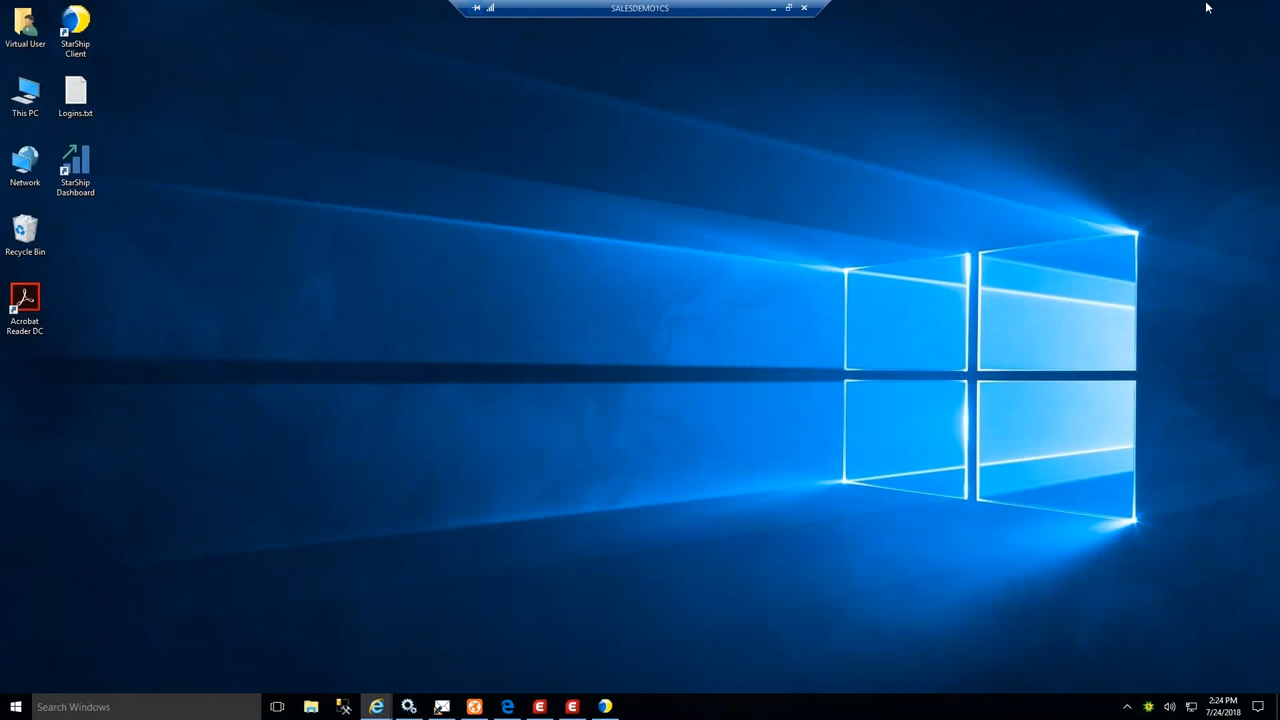 SALESDEMO1CS
Virtual User
StarShip
Client
This PC
Logins.txt
Network
StarShip
Dashboard
Recycle Bin
Acrobat
Reader DC
Search Windows
2:24 PM
7/24/2018